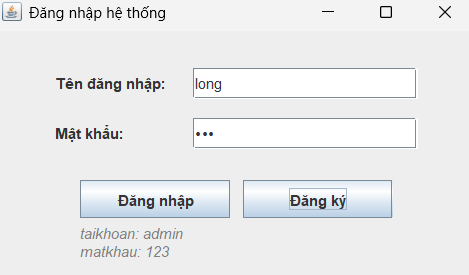 Đăng nhập hệ thống
Tên đăng nhập: long
Mật khẩu: •••
Đăng nhập Đăng ký
taikhoan: admin
matkhau: 123